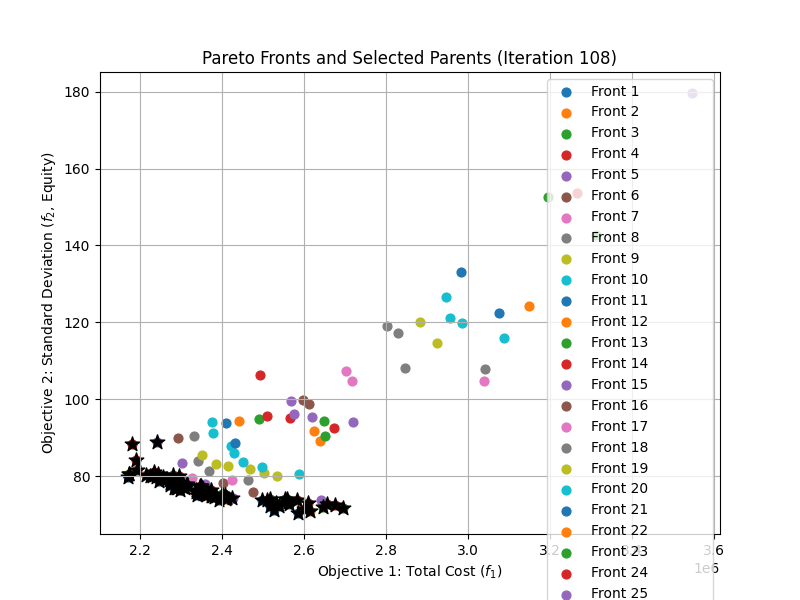 Pareto Fronts and Selected Parents (Iteration 108)
Objective 2: Standard Deviation (f2, Equity)
180
160
140
120
100
80
2.2
2.4
2.6
2.8
3.0
3.2
3.4
3.6
1e6
Objective 1: Total Cost (f1)
Front 1
Front 2
Front 3
Front 4
Front 5
Front 6
Front 7
Front 8
Front 9
Front 10
Front 11
Front 12
Front 13
Front 14
Front 15
Front 16
Front 17
Front 18
Front 19
Front 20
Front 21
Front 22
Front 23
Front 24
Front 25